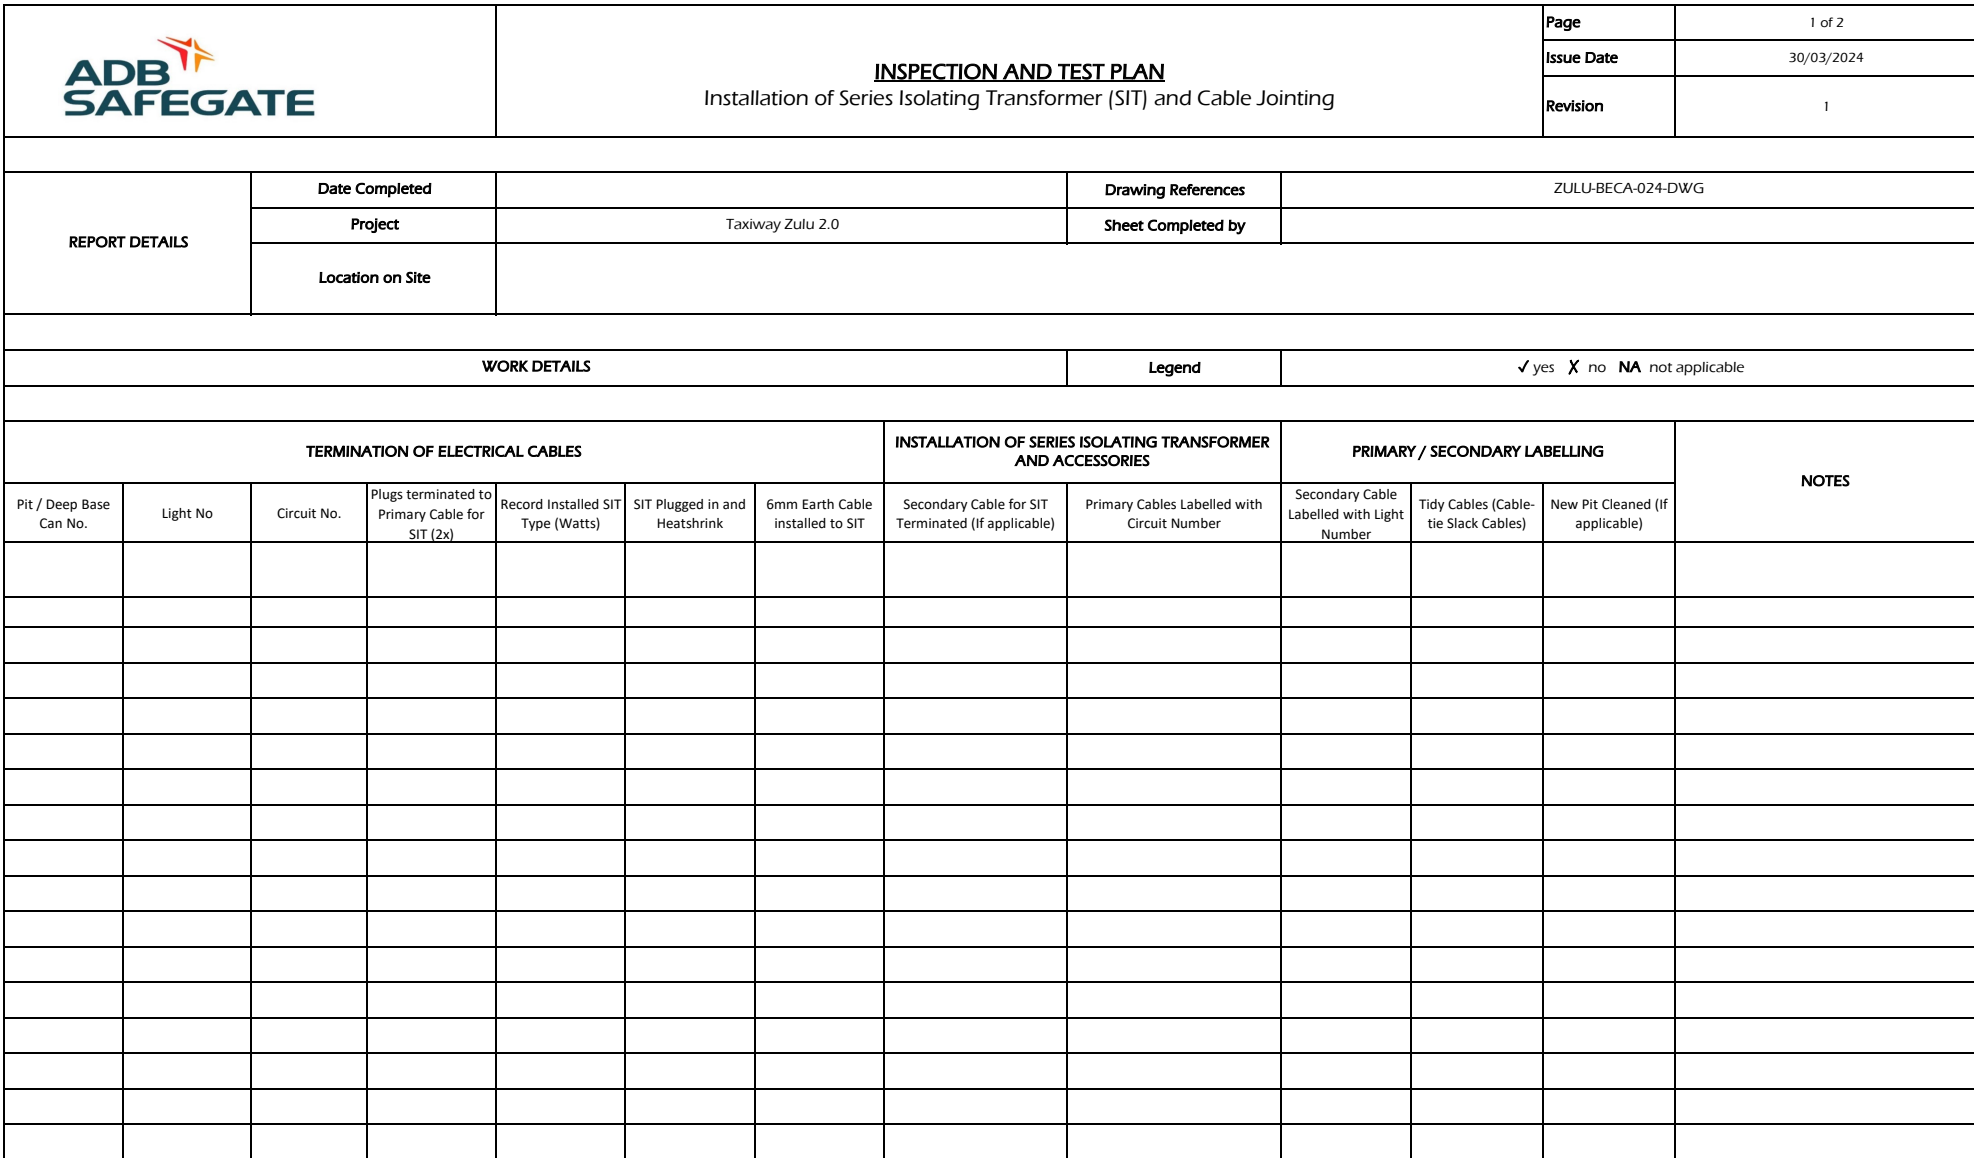 ADB
SAFEGATE
INSPECTION AND TEST PLAN
Installation of Series Isolating Transformer (SIT) and Cable Jointing
Page
1 of 2
Issue Date
30/03/2024
Revision
1
REPORT DETAILS
Date Completed
Drawing References
ZULU-BECA-024-DWG
Project
Taxiway Zulu 2.0
Sheet Completed by
Location on Site
WORK DETAILS
Legend
✓ yes ✗ no NA not applicable
TERMINATION OF ELECTRICAL CABLES
INSTALLATION OF SERIES ISOLATING TRANSFORMER
AND ACCESSORIES
PRIMARY / SECONDARY LABELLING
NOTES
Pit / Deep Base
Can No.
Light No
Circuit No.
Plugs terminated to
Primary Cable for
SIT (2x)
Record Installed SIT
Type (Watts)
SIT Plugged in and
Heatshrink
6mm Earth Cable
installed to SIT
Secondary Cable for SIT
Terminated (If applicable)
Primary Cables Labelled with
Circuit Number
Secondary Cable
Labelled with Light
Number
Tidy Cables (Cable-
tie Slack Cables)
New Pit Cleaned (If
applicable)